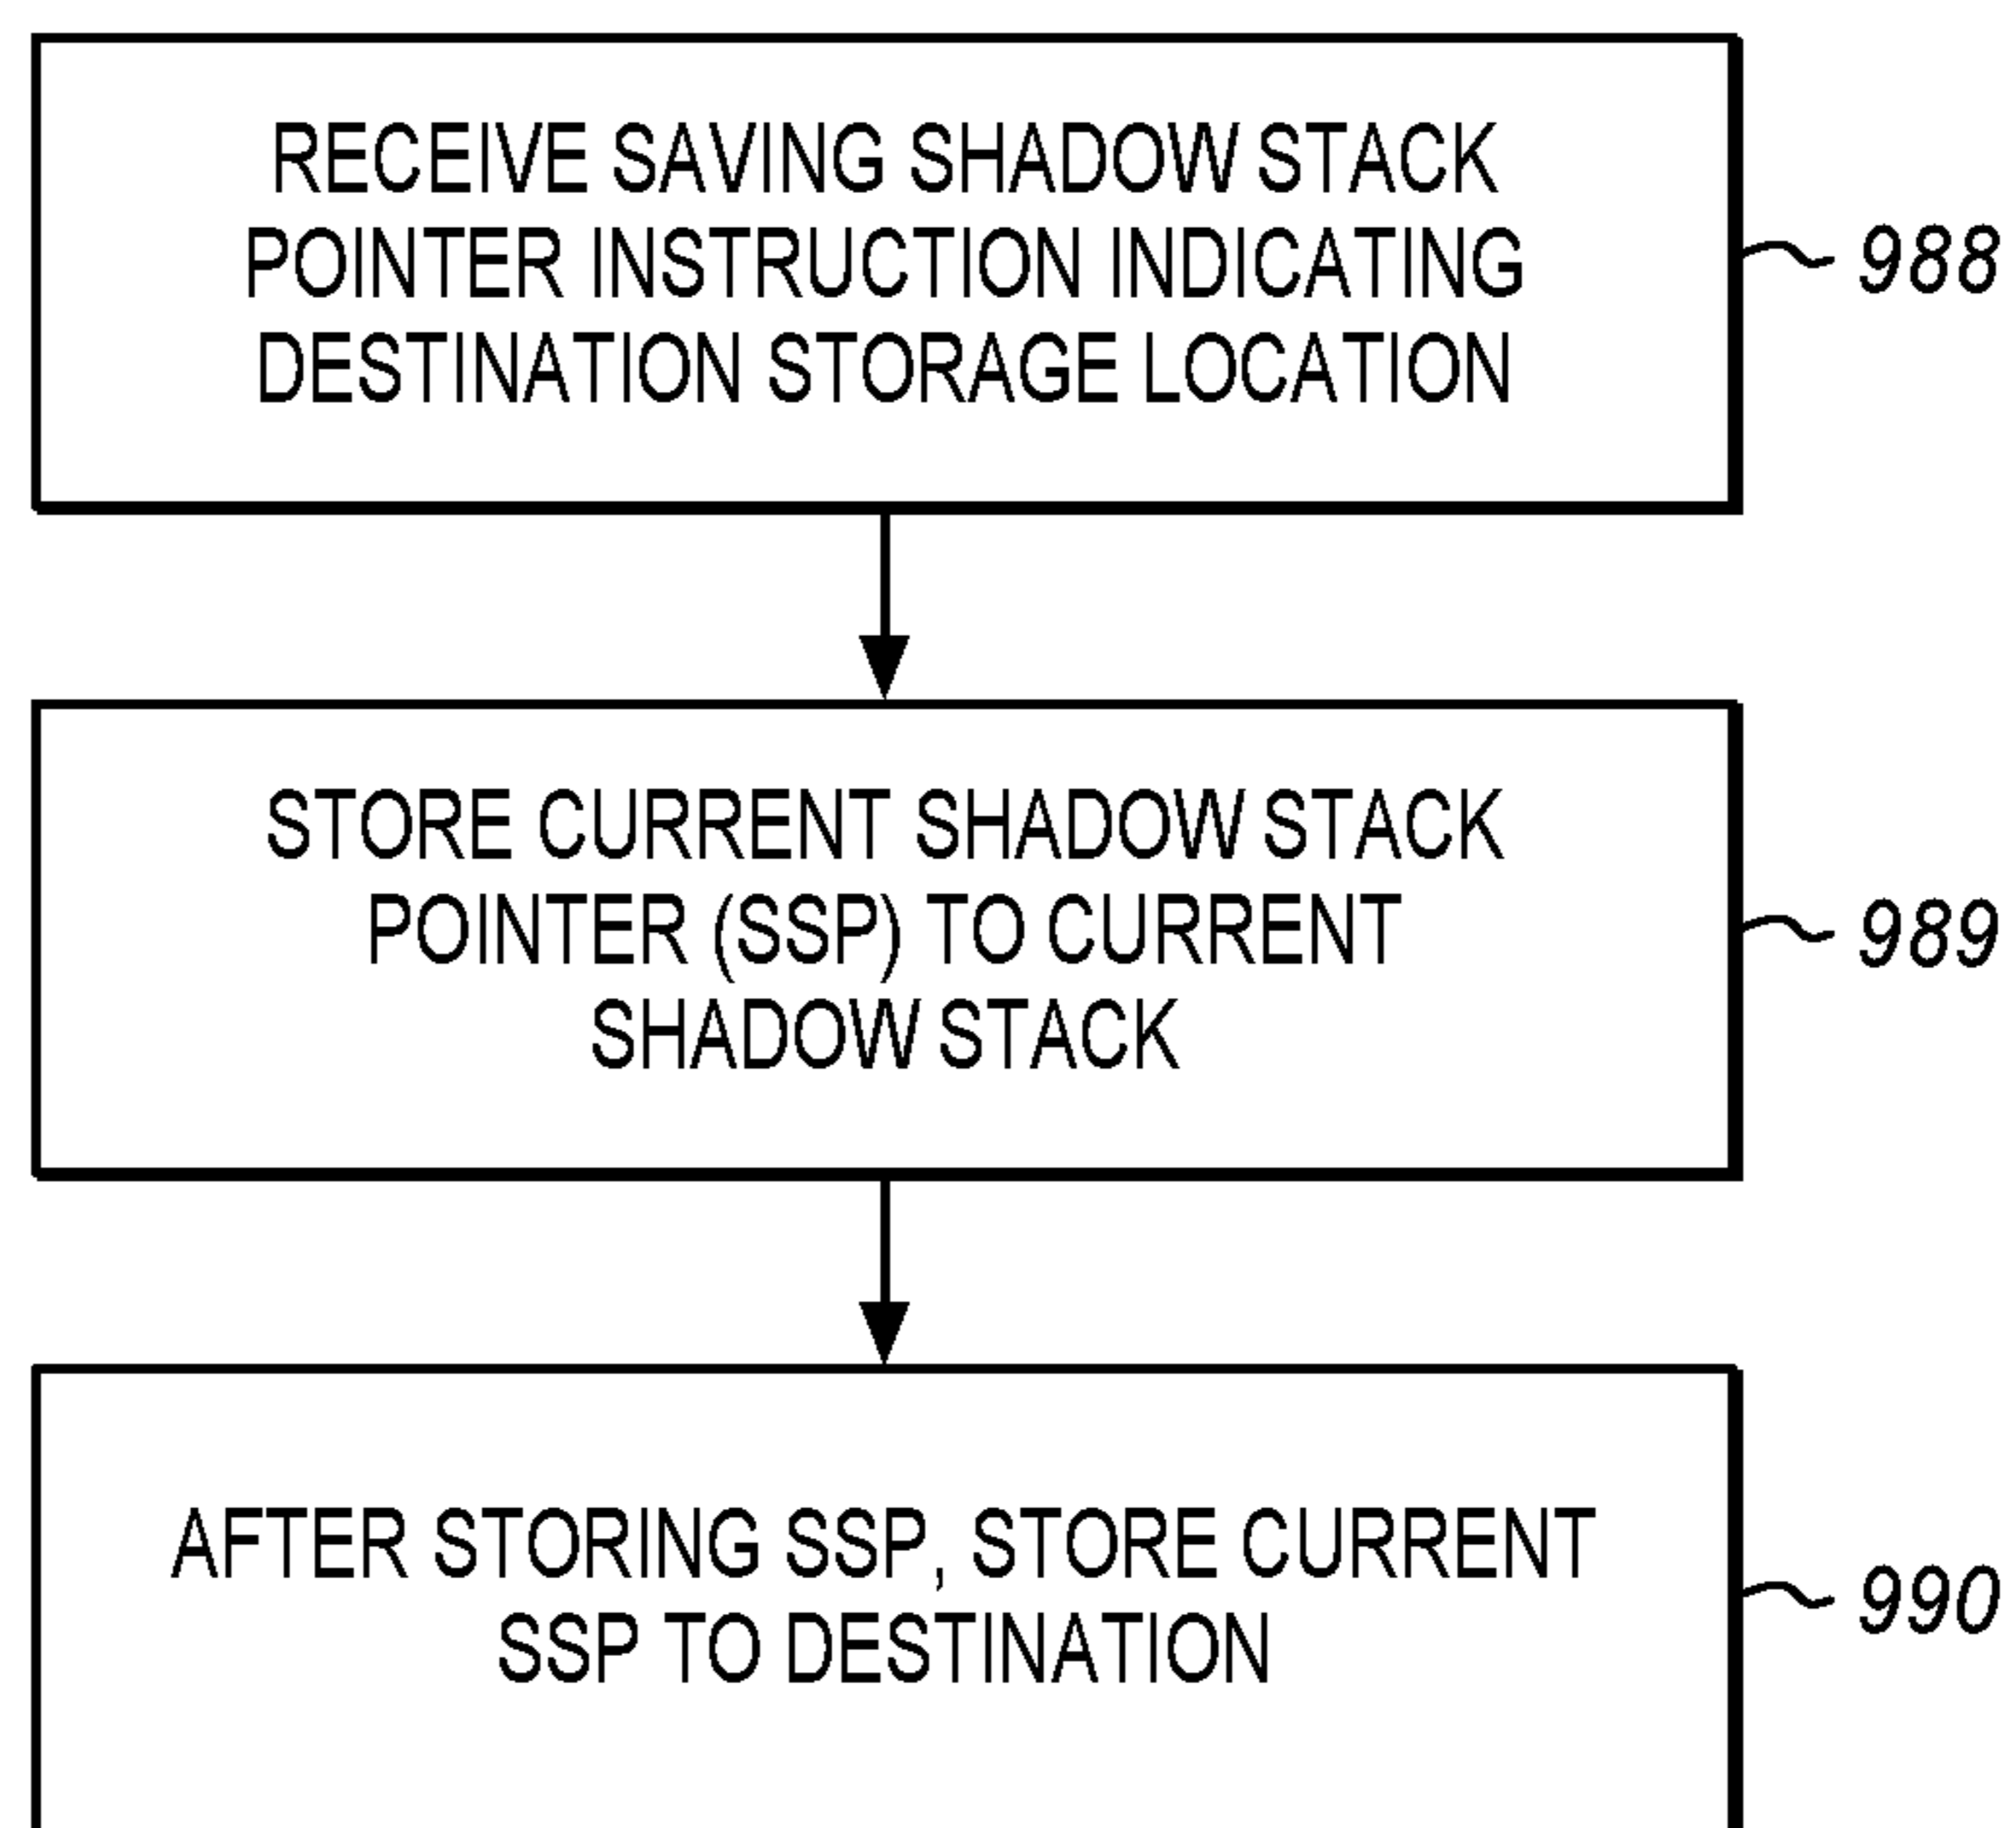 RECEIVE SAVING SHADOW STACK
POINTER INSTRUCTION INDICATING
DESTINATION STORAGE LOCATION
988
STORE CURRENT SHADOW STACK
POINTER (SSP) TO CURRENT
SHADOW STACK
989
AFTER STORING SSP, STORE CURRENT
SSP TO DESTINATION
990